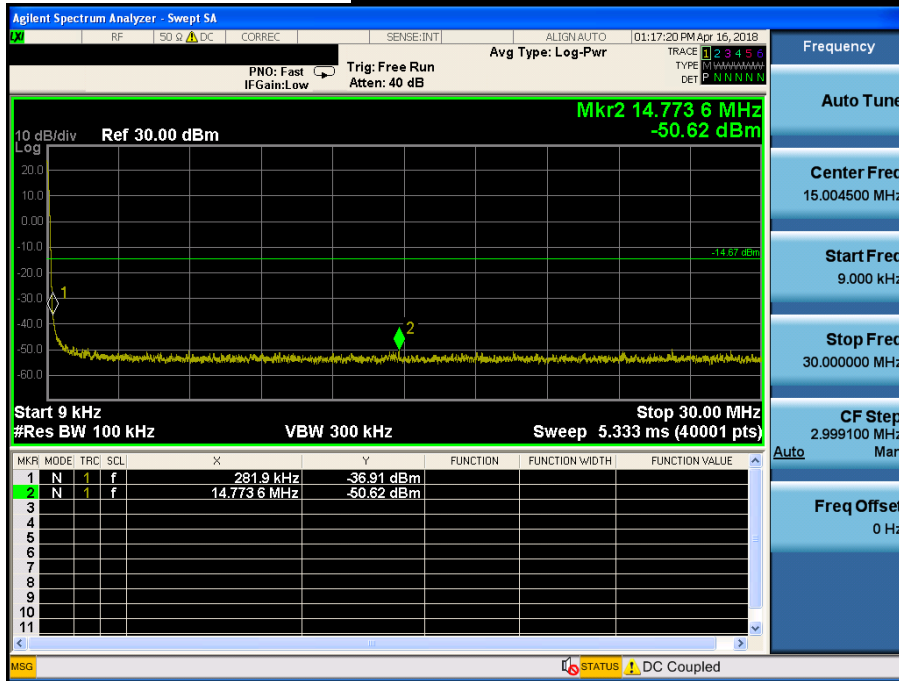 Agilent Spectrum Analyzer - Swept SA
LXI RF 50 Ω DC CORREC SENSE:INT ALIGN AUTO 01:17:20 PM Apr 16, 2018
Avg Type: Log-Pwr
TRACE 1 2 3 4 5 6
PNO: Fast Trig: Free Run
TYPE M WWWWW
IFGain:Low Atten: 40 dB
DET P N N N N N
Mkr2 14.773 6 MHz
-50.62 dBm
10 dB/div Ref 30.00 dBm
Log
20.0
10.0
0.00
-10.0
-14.67 dBm
-20.0
-30.0
1
-40.0
2
-50.0
-60.0
Start 9 kHz Stop 30.00 MHz
#Res BW 100 kHz VBW 300 kHz Sweep 5.333 ms (40001 pts)
MKR MODE TRC SCL X Y FUNCTION FUNCTION WIDTH FUNCTION VALUE
1 N 1 f 281.9 kHz -36.91 dBm
2 N 1 f 14.773 6 MHz -50.62 dBm
3
4
5
6
7
8
9
10
11
MSG STATUS DC Coupled
Frequency
Auto Tune
Center Freq
15.004500 MHz
Start Freq
9.000 kHz
Stop Freq
30.000000 MHz
CF Step
2.999100 MHz
Auto Man
Freq Offset
0 Hz